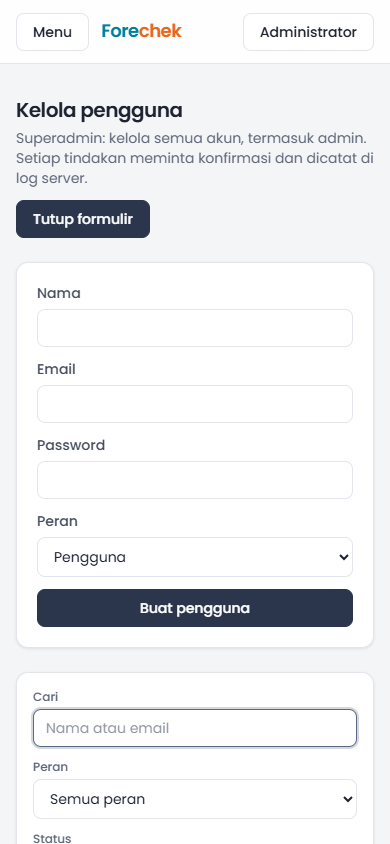 Menu
Forechek
Administrator
Kelola pengguna
Superadmin: kelola semua akun, termasuk admin.
Setiap tindakan meminta konfirmasi dan dicatat di
log server.
Tutup formulir
Nama
Email
Password
Peran
Pengguna
Buat pengguna
Cari
Nama atau email
Peran
Semua peran
Status